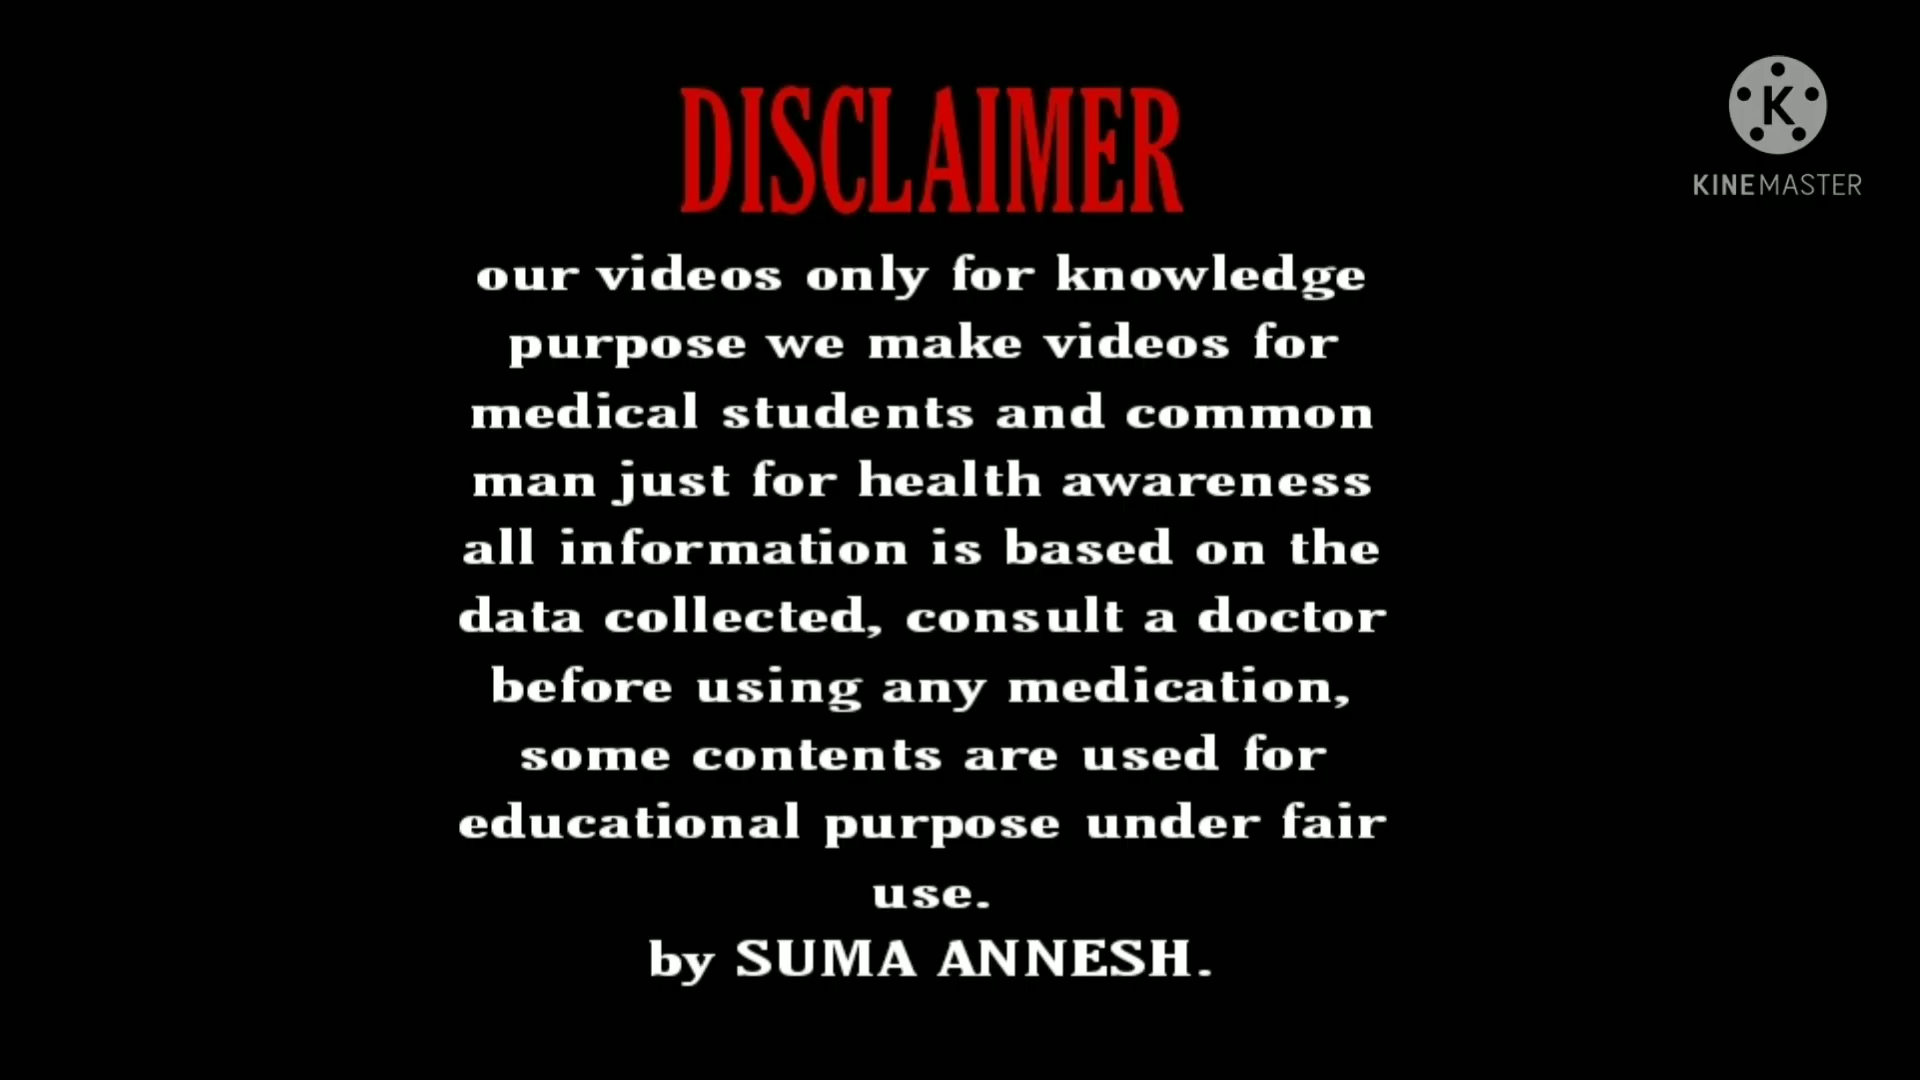 DISCLAIMER
K
KINEMASTER
our videos only for knowledge
purpose we make videos for
medical students and common
man just for health awareness
all information is based on the
data collected, consult a doctor
before using any medication,
some contents are used for
educational purpose under fair
use.
by SUMA ANNESH.